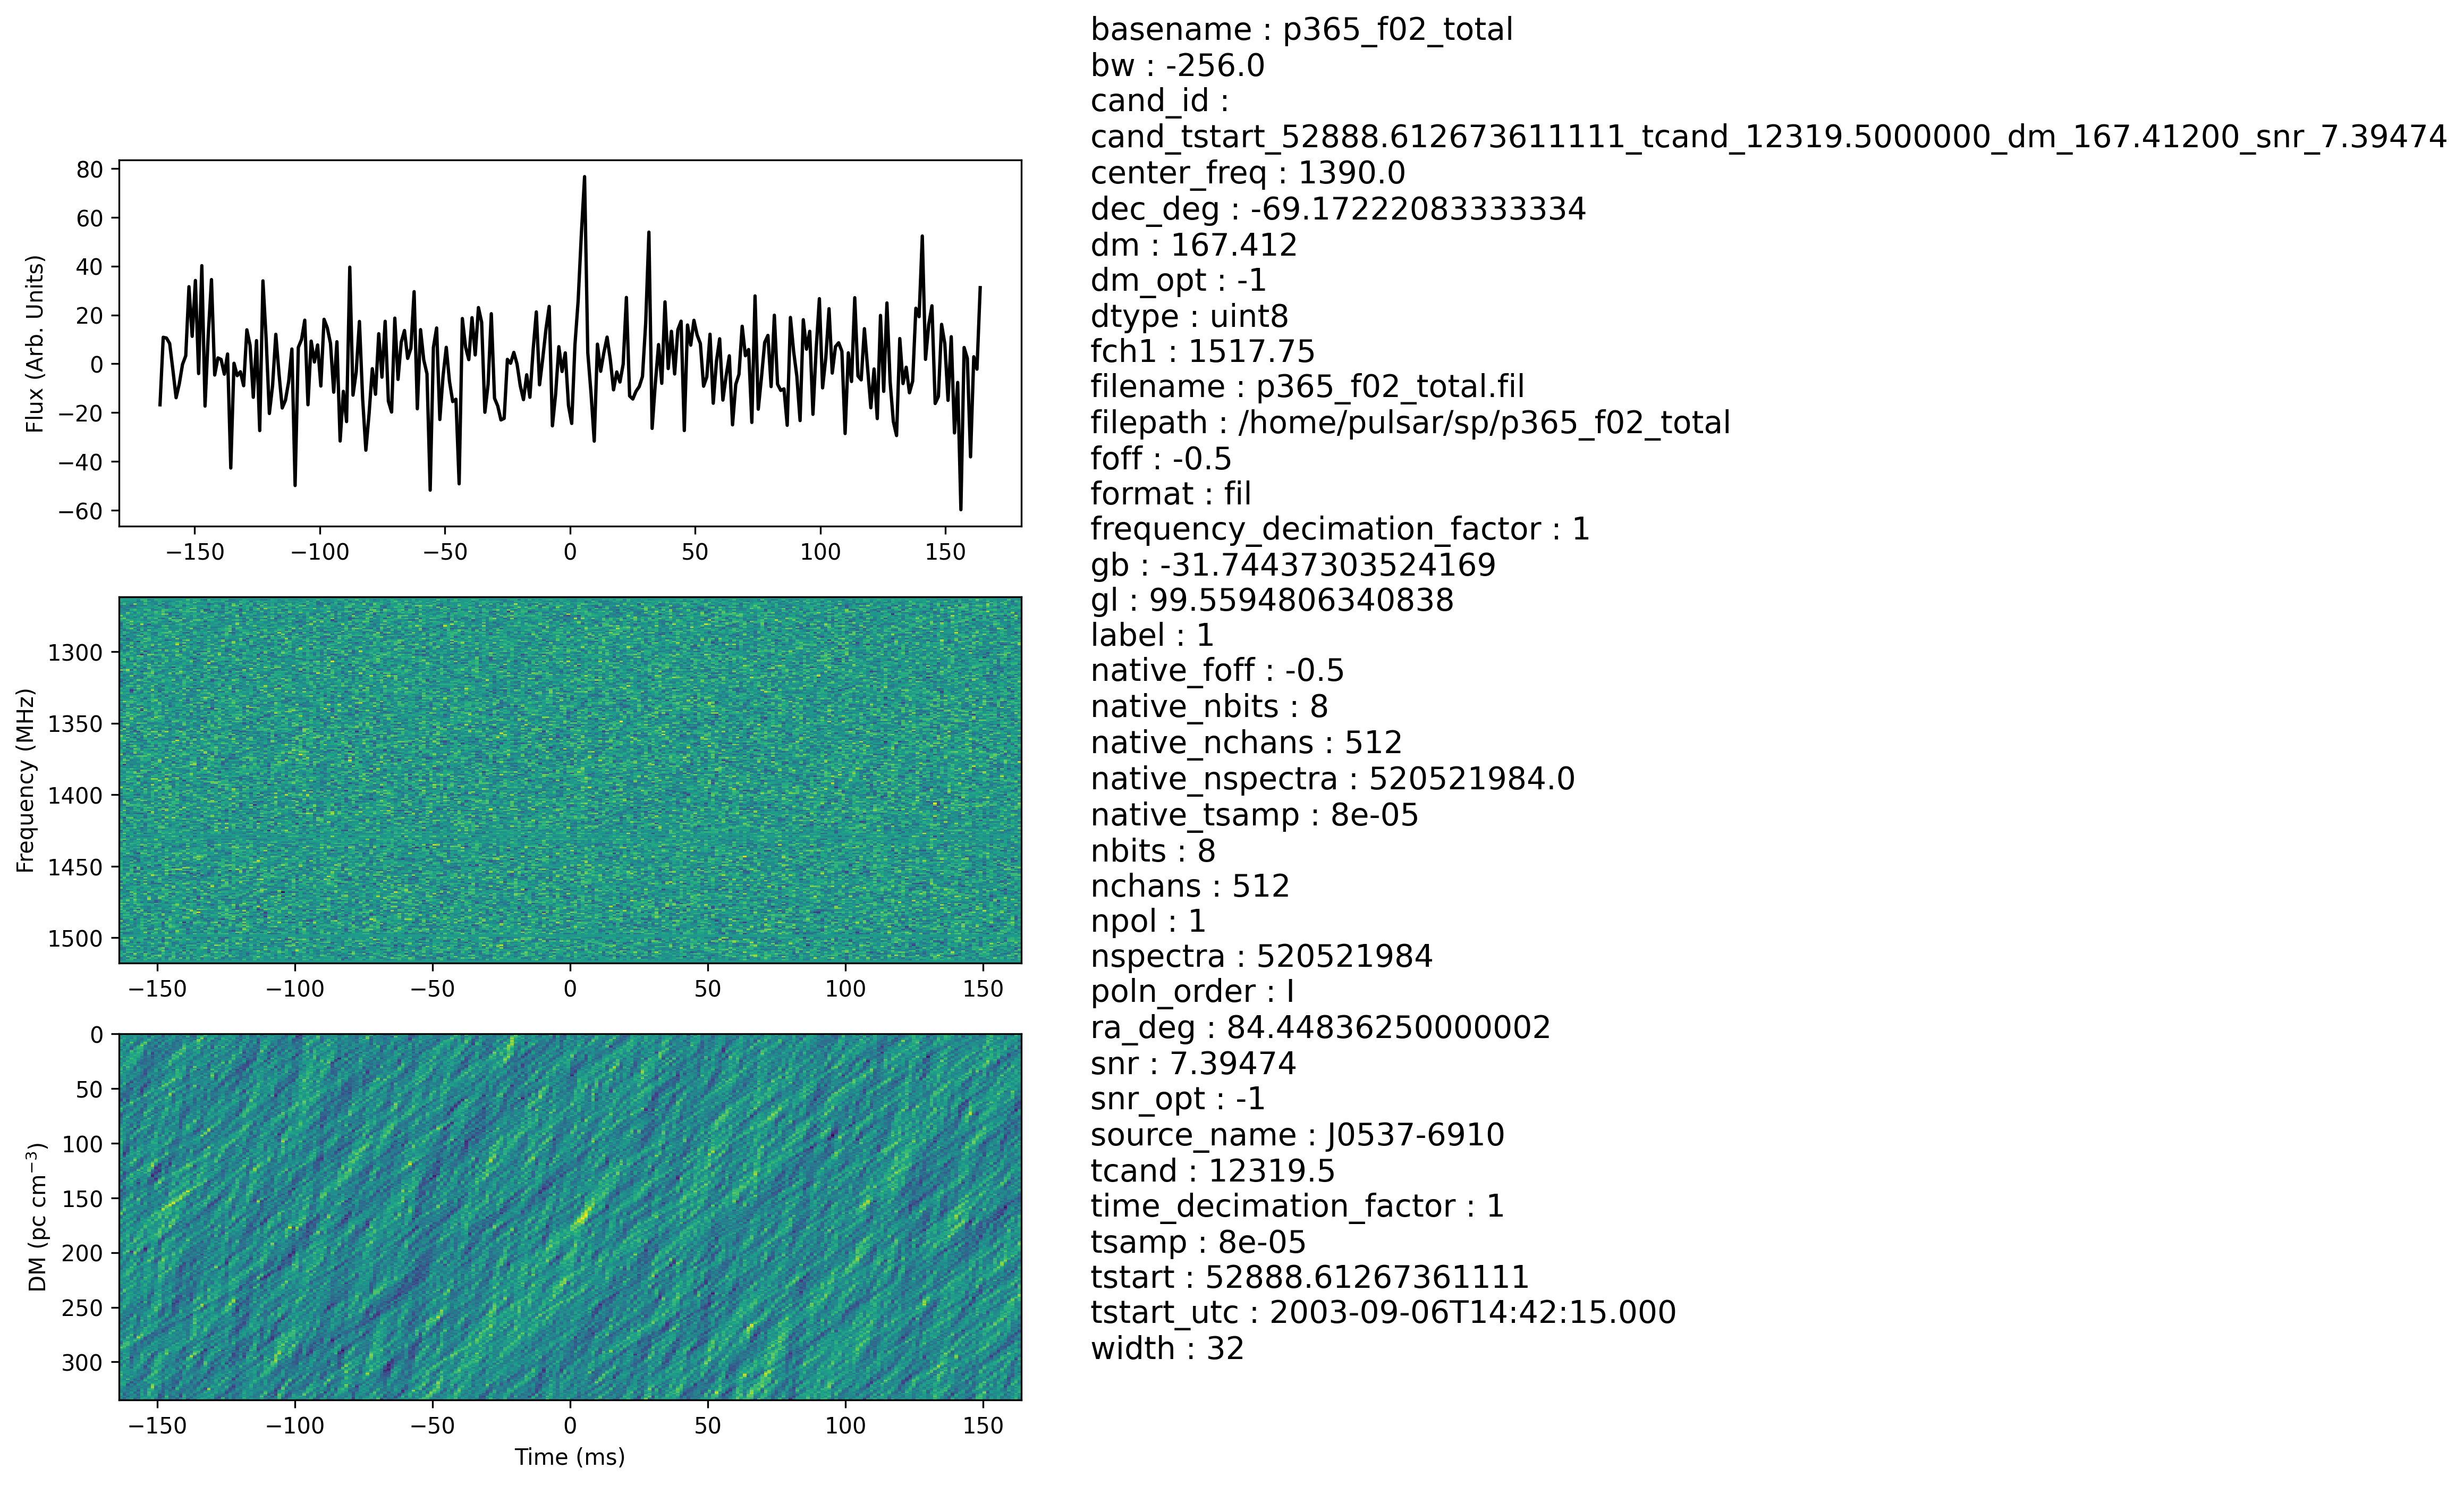 basename : p365_f02_total
bw : -256.0
cand_id :
cand_tstart_52888.612673611111_tcand_12319.5000000_dm_167.41200_snr_7.39474
center_freq : 1390.0
dec_deg : -69.17222083333334
dm : 167.412
dm_opt : -1
dtype : uint8
fch1 : 1517.75
filename : p365_f02_total.fil
filepath : /home/pulsar/sp/p365_f02_total
foff : -0.5
format : fil
frequency_decimation_factor : 1
gb : -31.74437303524169
gl : 99.5594806340838
label : 1
native_foff : -0.5
native_nbits : 8
native_nchans : 512
native_nspectra : 520521984.0
native_tsamp : 8e-05
nbits : 8
nchans : 512
npol : 1
nspectra : 520521984
poln_order : I
ra_deg : 84.44836250000002
snr : 7.39474
snr_opt : -1
source_name : J0537-6910
tcand : 12319.5
time_decimation_factor : 1
tsamp : 8e-05
tstart : 52888.61267361111
tstart_utc : 2003-09-06T14:42:15.000
width : 32
Flux (Arb. Units)
80
60
40
20
0
−20
−40
−60
−150 −100 −50 0 50 100 150
Frequency (MHz)
1300
1350
1400
1450
1500
−150 −100 −50 0 50 100 150
DM (pc cm⁻³)
0
50
100
150
200
250
300
−150 −100 −50 0 50 100 150
Time (ms)